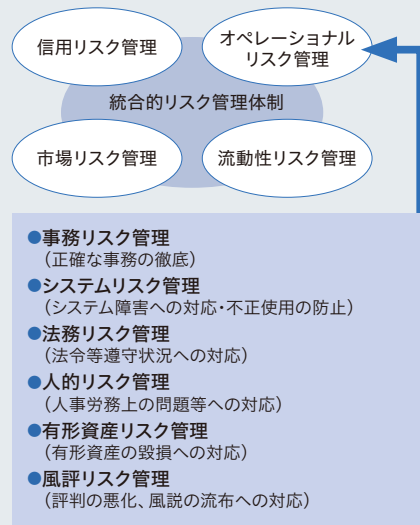 信用リスク管理
オペレーショナル
リスク管理
統合的リスク管理体制
市場リスク管理
流動性リスク管理
●事務リスク管理
（正確な事務の徹底）
●システムリスク管理
（システム障害への対応・不正使用の防止）
●法務リスク管理
（法令等遵守状況への対応）
●人的リスク管理
（人事労務上の問題等への対応）
●有形資産リスク管理
（有形資産の毀損への対応）
●風評リスク管理
（評判の悪化、風説の流布への対応）